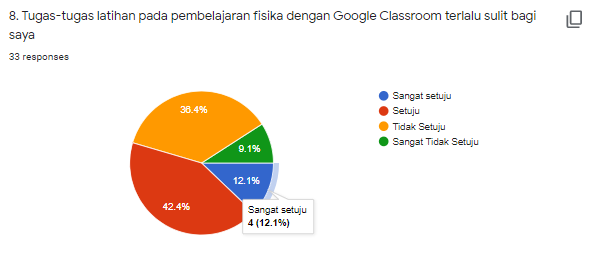 8. Tugas-tugas latihan pada pembelajaran fisika dengan Google Classroom terlalu sulit bagi
saya
33 responses
Sangat setuju
Setuju
Tidak Setuju
Sangat Tidak Setuju
36.4%
9.1%
12.1%
42.4%
Sangat setuju
4 (12.1%)